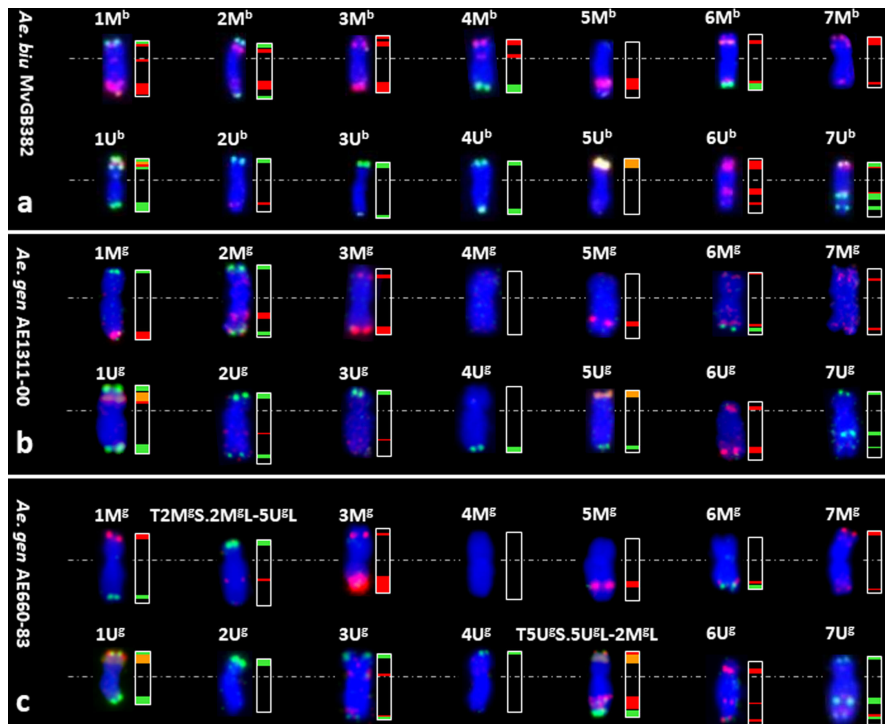 Ae. biu MvGB382
1Mᵇ 2Mᵇ 3Mᵇ 4Mᵇ 5Mᵇ 6Mᵇ 7Mᵇ
1Uᵇ 2Uᵇ 3Uᵇ 4Uᵇ 5Uᵇ 6Uᵇ 7Uᵇ
a
Ae. gen AE1311-00
1Mᵍ 2Mᵍ 3Mᵍ 4Mᵍ 5Mᵍ 6Mᵍ 7Mᵍ
1Uᵍ 2Uᵍ 3Uᵍ 4Uᵍ 5Uᵍ 6Uᵍ 7Uᵍ
b
Ae. gen AE660-83
1Mᵍ T2MᵍS.2MᵍL-5UᵍL 3Mᵍ 4Mᵍ 5Mᵍ 6Mᵍ 7Mᵍ
1Uᵍ 2Uᵍ 3Uᵍ 4Uᵍ T5UᵍS.5UᵍL-2MᵍL 6Uᵍ 7Uᵍ
c